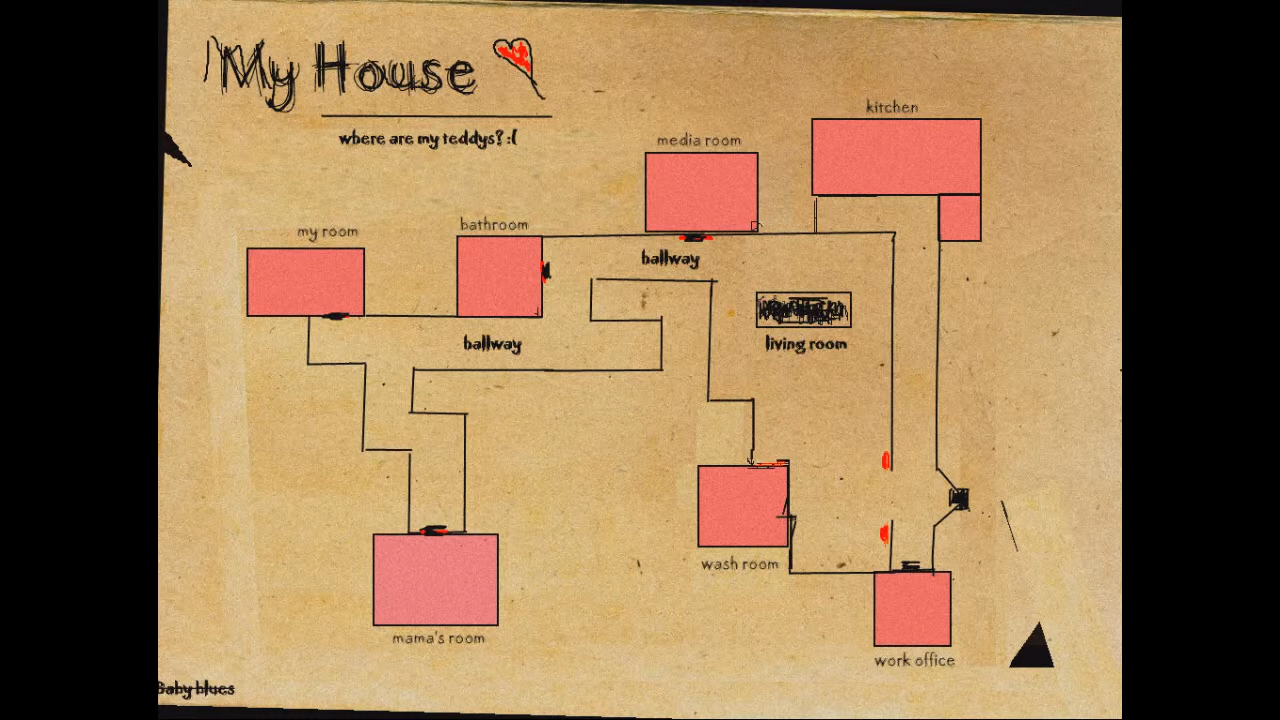 My House
where are my teddys? :(
kitchen
media room
bathroom
my room
ballway
ballway
living room
wash room
mama's room
work office
Baby blues